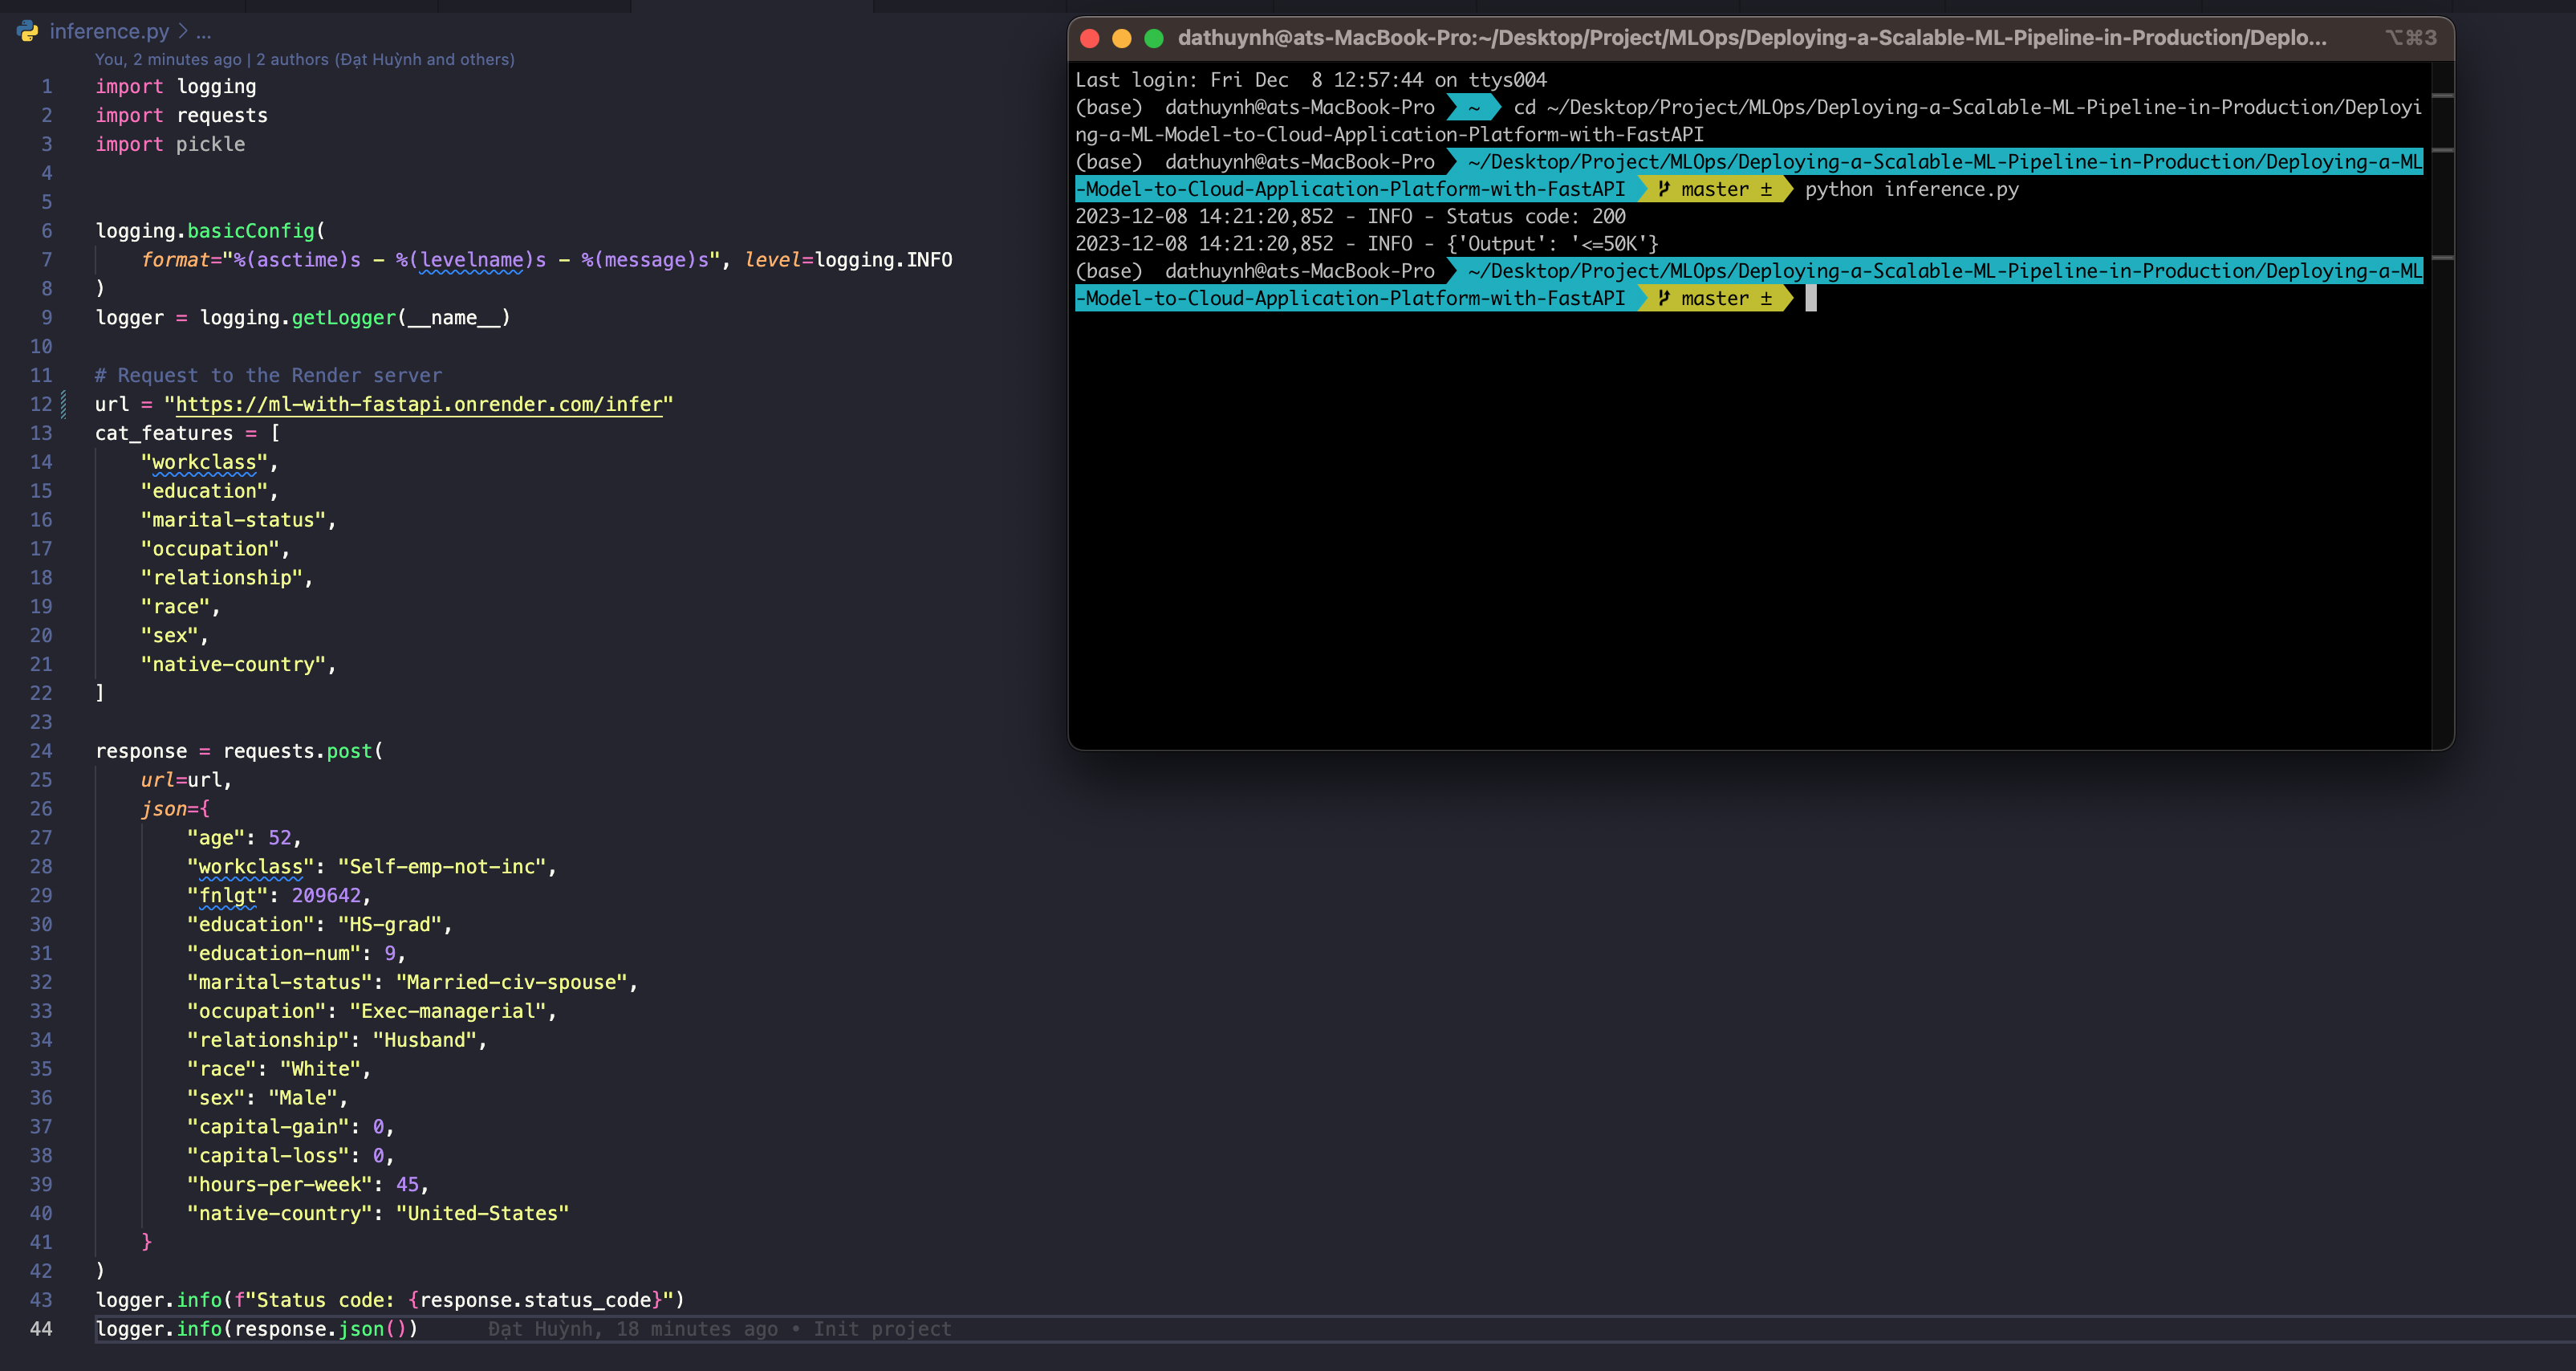 inference.py > ...
You, 2 minutes ago | 2 authors (Đạt Huỳnh and others)
1 import logging
2 import requests
3 import pickle
4
5
6 logging.basicConfig(
7 format="%(asctime)s - %(levelname)s - %(message)s", level=logging.INFO
8 )
9 logger = logging.getLogger(__name__)
10
11 # Request to the Render server
12 url = "https://ml-with-fastapi.onrender.com/infer"
13 cat_features = [
14 "workclass",
15 "education",
16 "marital-status",
17 "occupation",
18 "relationship",
19 "race",
20 "sex",
21 "native-country",
22 ]
23
24 response = requests.post(
25 url=url,
26 json={
27 "age": 52,
28 "workclass": "Self-emp-not-inc",
29 "fnlgt": 209642,
30 "education": "HS-grad",
31 "education-num": 9,
32 "marital-status": "Married-civ-spouse",
33 "occupation": "Exec-managerial",
34 "relationship": "Husband",
35 "race": "White",
36 "sex": "Male",
37 "capital-gain": 0,
38 "capital-loss": 0,
39 "hours-per-week": 45,
40 "native-country": "United-States"
41 }
42 )
43 logger.info(f"Status code: {response.status_code}")
44 logger.info(response.json()) Đạt Huỳnh, 18 minutes ago • Init project
dathuynh@ats-MacBook-Pro:~/Desktop/Project/MLOps/Deploying-a-Scalable-ML-Pipeline-in-Production/Deplo... ⌥⌘3
Last login: Fri Dec  8 12:57:44 on ttys004
(base) dathuynh@ats-MacBook-Pro ~ cd ~/Desktop/Project/MLOps/Deploying-a-Scalable-ML-Pipeline-in-Production/Deployi
ng-a-ML-Model-to-Cloud-Application-Platform-with-FastAPI
(base) dathuynh@ats-MacBook-Pro ~/Desktop/Project/MLOps/Deploying-a-Scalable-ML-Pipeline-in-Production/Deploying-a-ML
-Model-to-Cloud-Application-Platform-with-FastAPI master ± python inference.py
2023-12-08 14:21:20,852 - INFO - Status code: 200
2023-12-08 14:21:20,852 - INFO - {'Output': '<=50K'}
(base) dathuynh@ats-MacBook-Pro ~/Desktop/Project/MLOps/Deploying-a-Scalable-ML-Pipeline-in-Production/Deploying-a-ML
-Model-to-Cloud-Application-Platform-with-FastAPI master ±